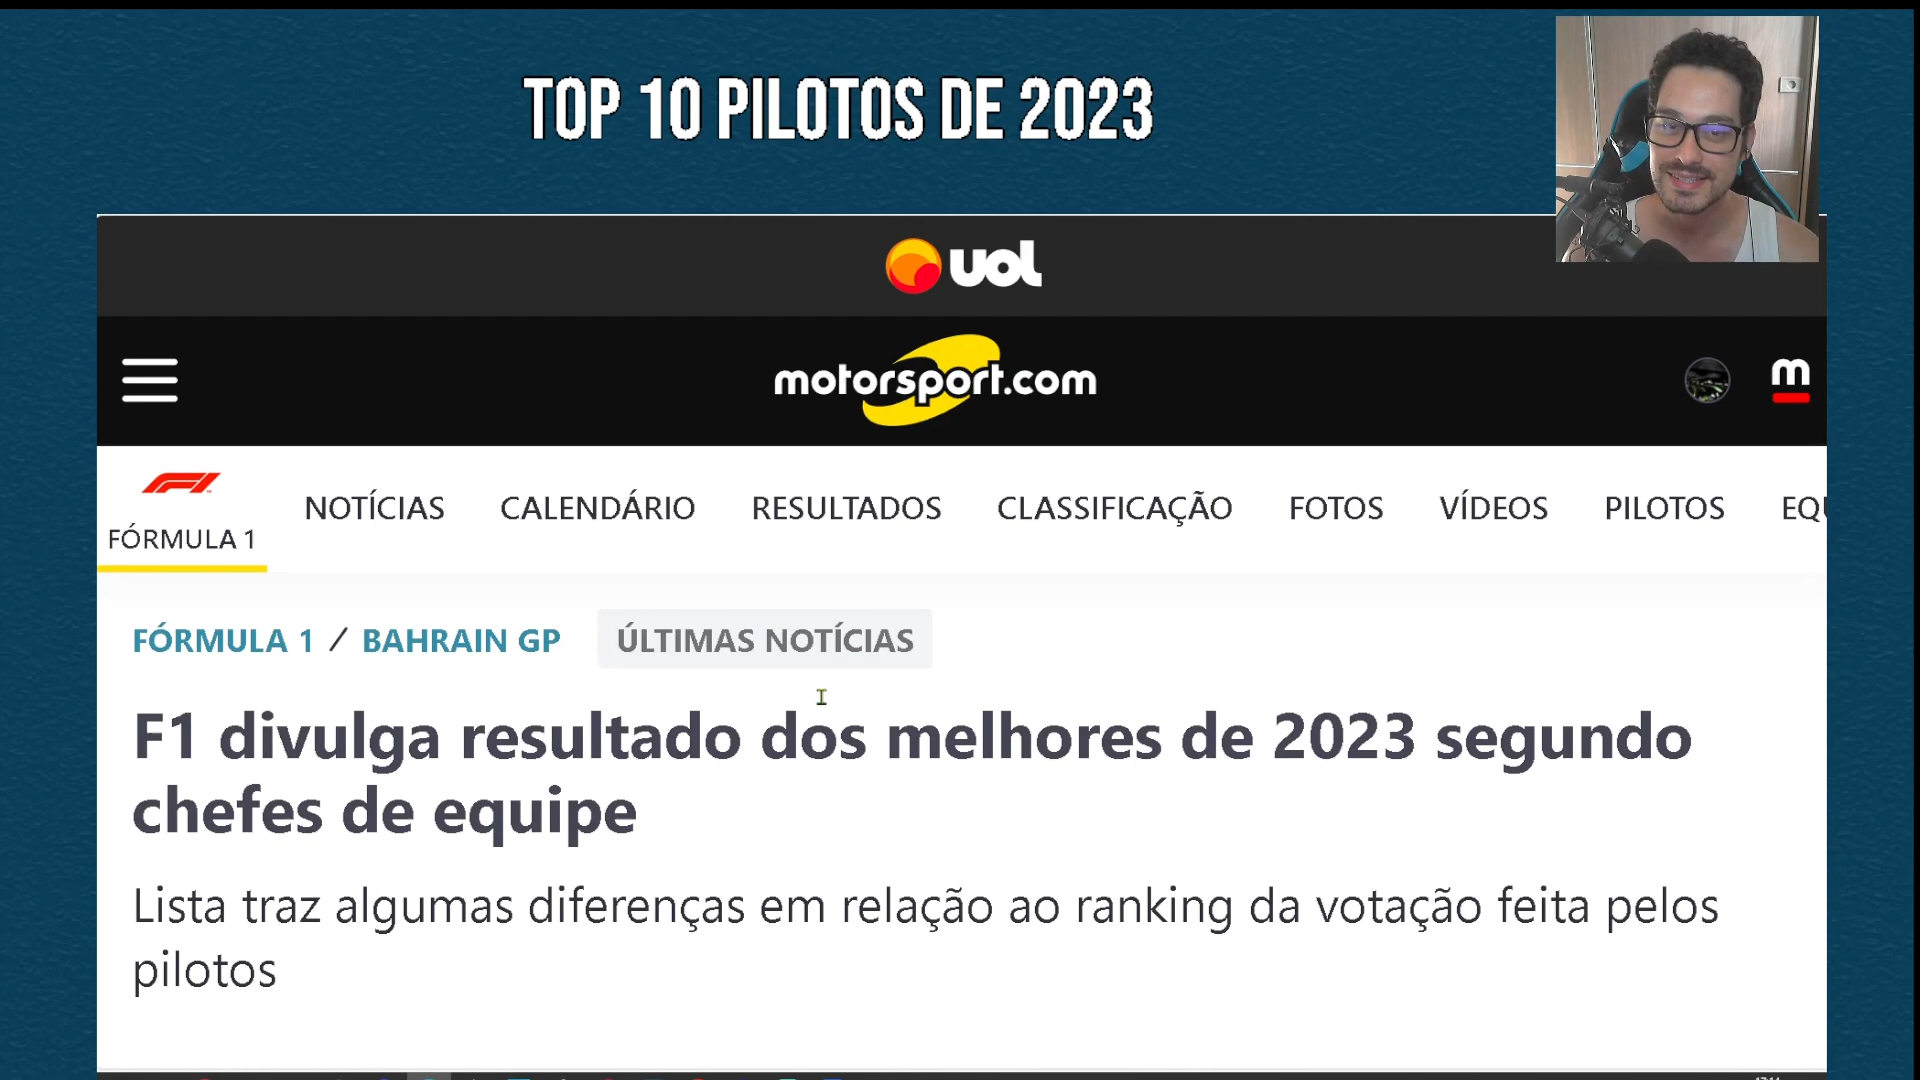 TOP 10 PILOTOS DE 2023
uol
motorsport.com
m
FÓRMULA 1
NOTÍCIAS CALENDÁRIO RESULTADOS CLASSIFICAÇÃO FOTOS VÍDEOS PILOTOS EQU
FÓRMULA 1 / BAHRAIN GP ÚLTIMAS NOTÍCIAS
F1 divulga resultado dos melhores de 2023 segundo
chefes de equipe
Lista traz algumas diferenças em relação ao ranking da votação feita pelos
pilotos